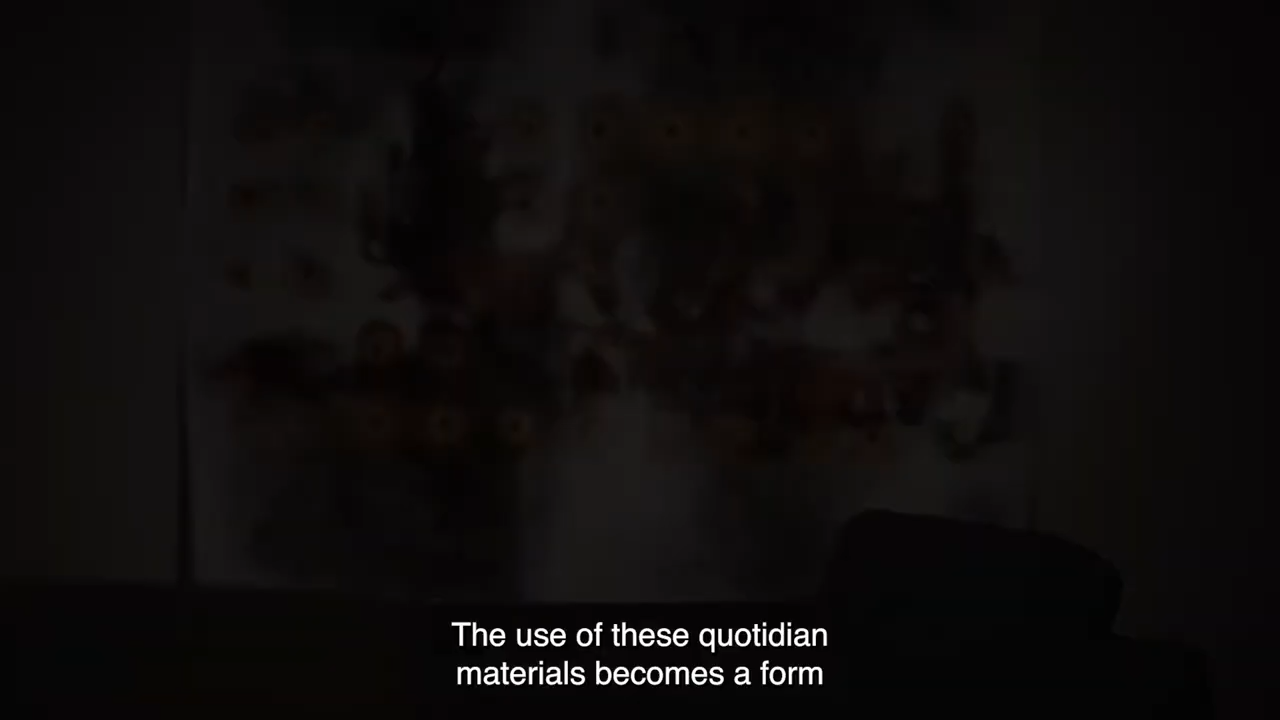 The use of these quotidian
materials becomes a form